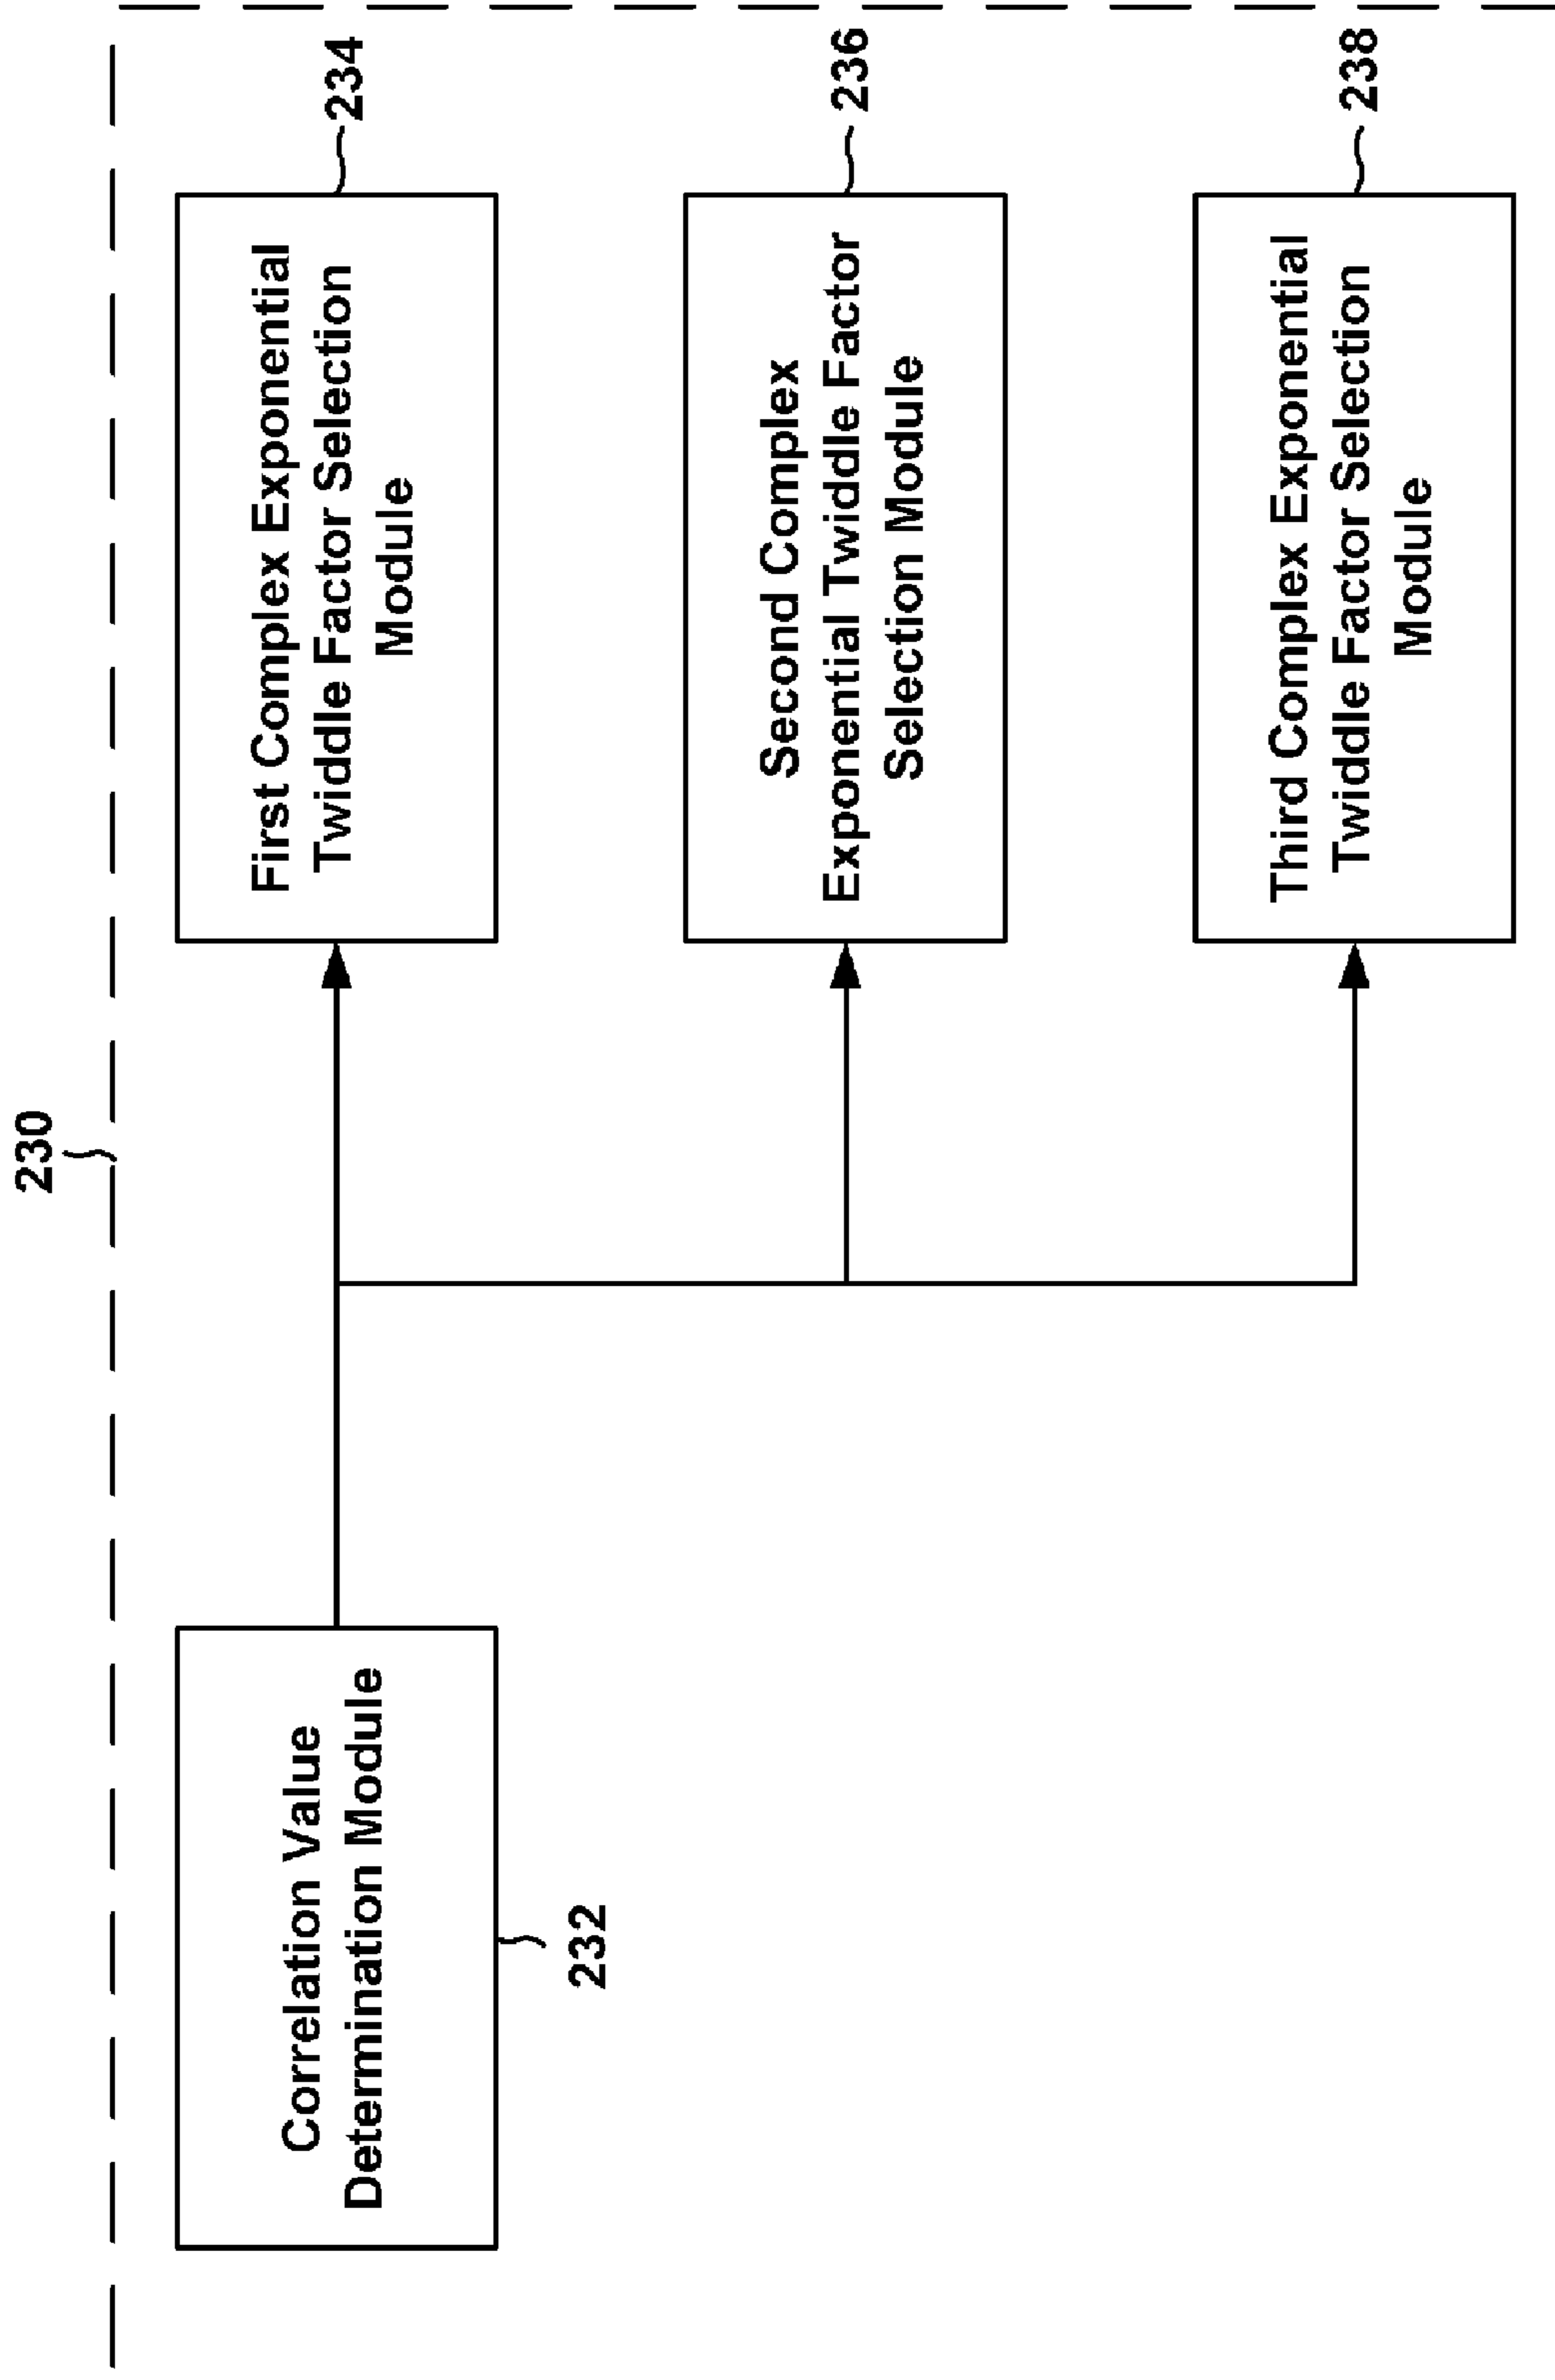 230
Correlation Value
Determination Module
232
First Complex Exponential
Twiddle Factor Selection
Module
234
Second Complex
Exponential Twiddle Factor
Selection Module
236
Third Complex Exponential
Twiddle Factor Selection
Module
238